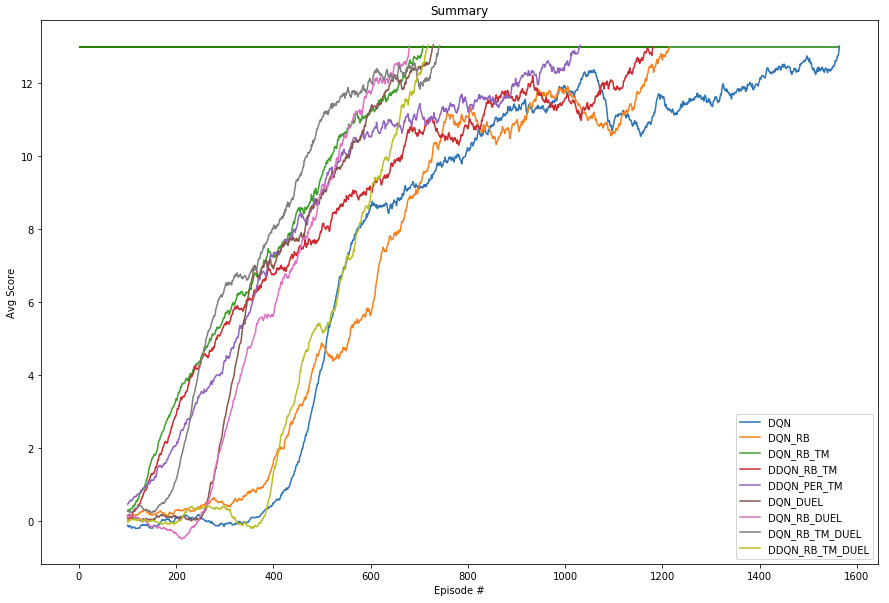 Summary
Avg Score
12
10
8
6
4
2
0
0 200 400 600 800 1000 1200 1400 1600
Episode #
DQN
DQN_RB
DQN_RB_TM
DDQN_RB_TM
DDQN_PER_TM
DQN_DUEL
DQN_RB_DUEL
DQN_RB_TM_DUEL
DDQN_RB_TM_DUEL